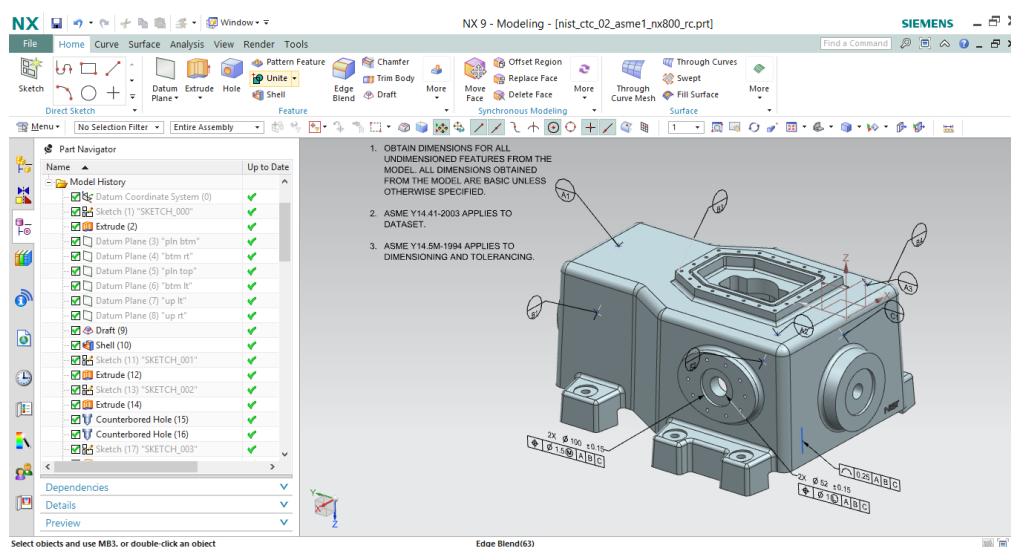 NX Window NX 9 - Modeling - [nist_ctc_02_asme1_nx800_rc.prt] SIEMENS
File Home Curve Surface Analysis View Render Tools Find a Command
Sketch
Direct Sketch
Datum Plane
Extrude
Hole
Pattern Feature
Unite
Shell
Feature
Edge Blend
Chamfer
Trim Body
Draft
More
Move Face
Offset Region
Replace Face
Delete Face
More
Synchronous Modeling
Through Curve Mesh
Through Curves
Swept
Fill Surface
More
Surface
Menu No Selection Filter Entire Assembly 1
Part Navigator
Name Up to Date
Model History
Datum Coordinate System (0)
Sketch (1) "SKETCH_000"
Extrude (2)
Datum Plane (3) "pln btm"
Datum Plane (4) "btm rt"
Datum Plane (5) "pln top"
Datum Plane (6) "btm lt"
Datum Plane (7) "up lt"
Datum Plane (8) "up rt"
Draft (9)
Shell (10)
Sketch (11) "SKETCH_001"
Extrude (12)
Sketch (13) "SKETCH_002"
Extrude (14)
Counterbored Hole (15)
Counterbored Hole (16)
Sketch (17) "SKETCH_003"
Dependencies
Details
Preview
1. OBTAIN DIMENSIONS FOR ALL
UNDIMENSIONED FEATURES FROM THE
MODEL. ALL DIMENSIONS OBTAINED
FROM THE MODEL ARE BASIC UNLESS
OTHERWISE SPECIFIED.
2. ASME Y14.41-2003 APPLIES TO
DATASET.
3. ASME Y14.5M-1994 APPLIES TO
DIMENSIONING AND TOLERANCING.
A1
A3
A2
B1
C1
Z
X
NIST
2X Ø 100 ±0.15
Ø 1.5 Ⓜ A B C
2X Ø 52 ±0.15
Ø 1 Ⓛ A B C
0.25 A B C
Y
X
Z
Select objects and use MB3, or double-click an object Edge Blend(63)